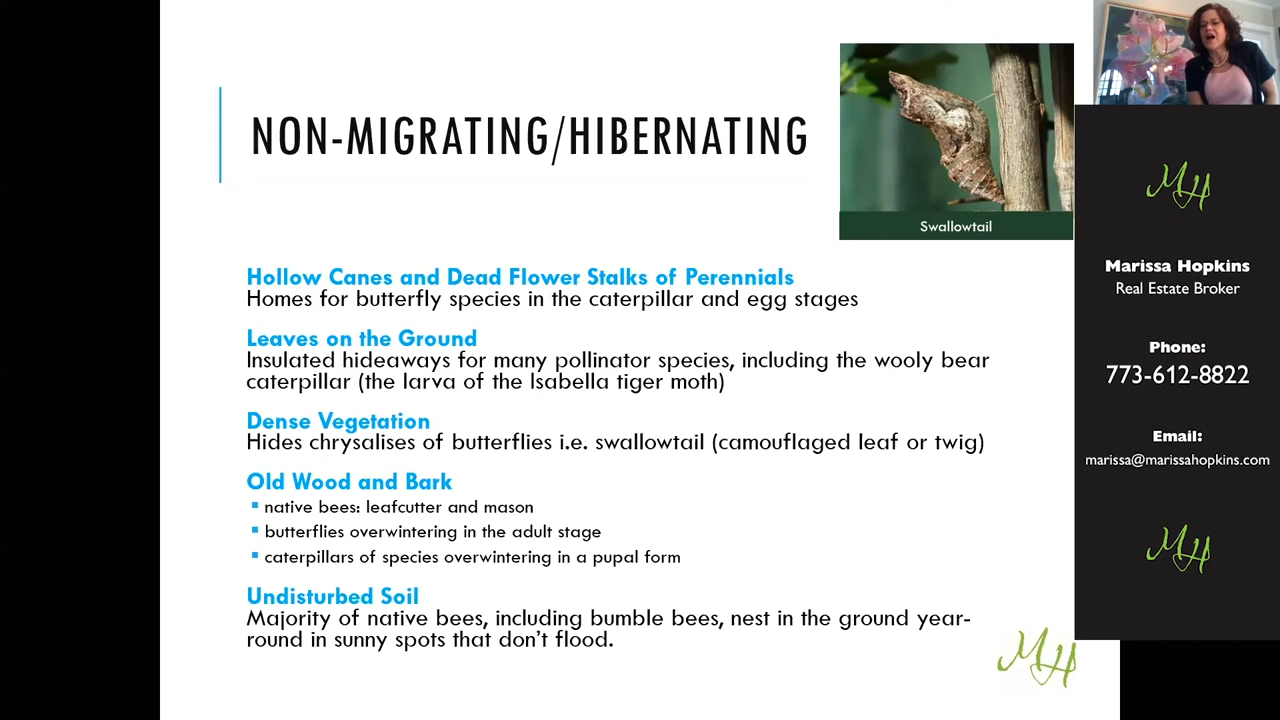 NON-MIGRATING/HIBERNATING
Swallowtail
Hollow Canes and Dead Flower Stalks of Perennials
Homes for butterfly species in the caterpillar and egg stages
Leaves on the Ground
Insulated hideaways for many pollinator species, including the wooly bear
caterpillar (the larva of the Isabella tiger moth)
Dense Vegetation
Hides chrysalises of butterflies i.e. swallowtail (camouflaged leaf or twig)
Old Wood and Bark
native bees: leafcutter and mason
butterflies overwintering in the adult stage
caterpillars of species overwintering in a pupal form
Undisturbed Soil
Majority of native bees, including bumble bees, nest in the ground year-
round in sunny spots that don't flood.
MH
MH
Marissa Hopkins
Real Estate Broker
Phone:
773-612-8822
Email:
marissa@marissahopkins.com
MH